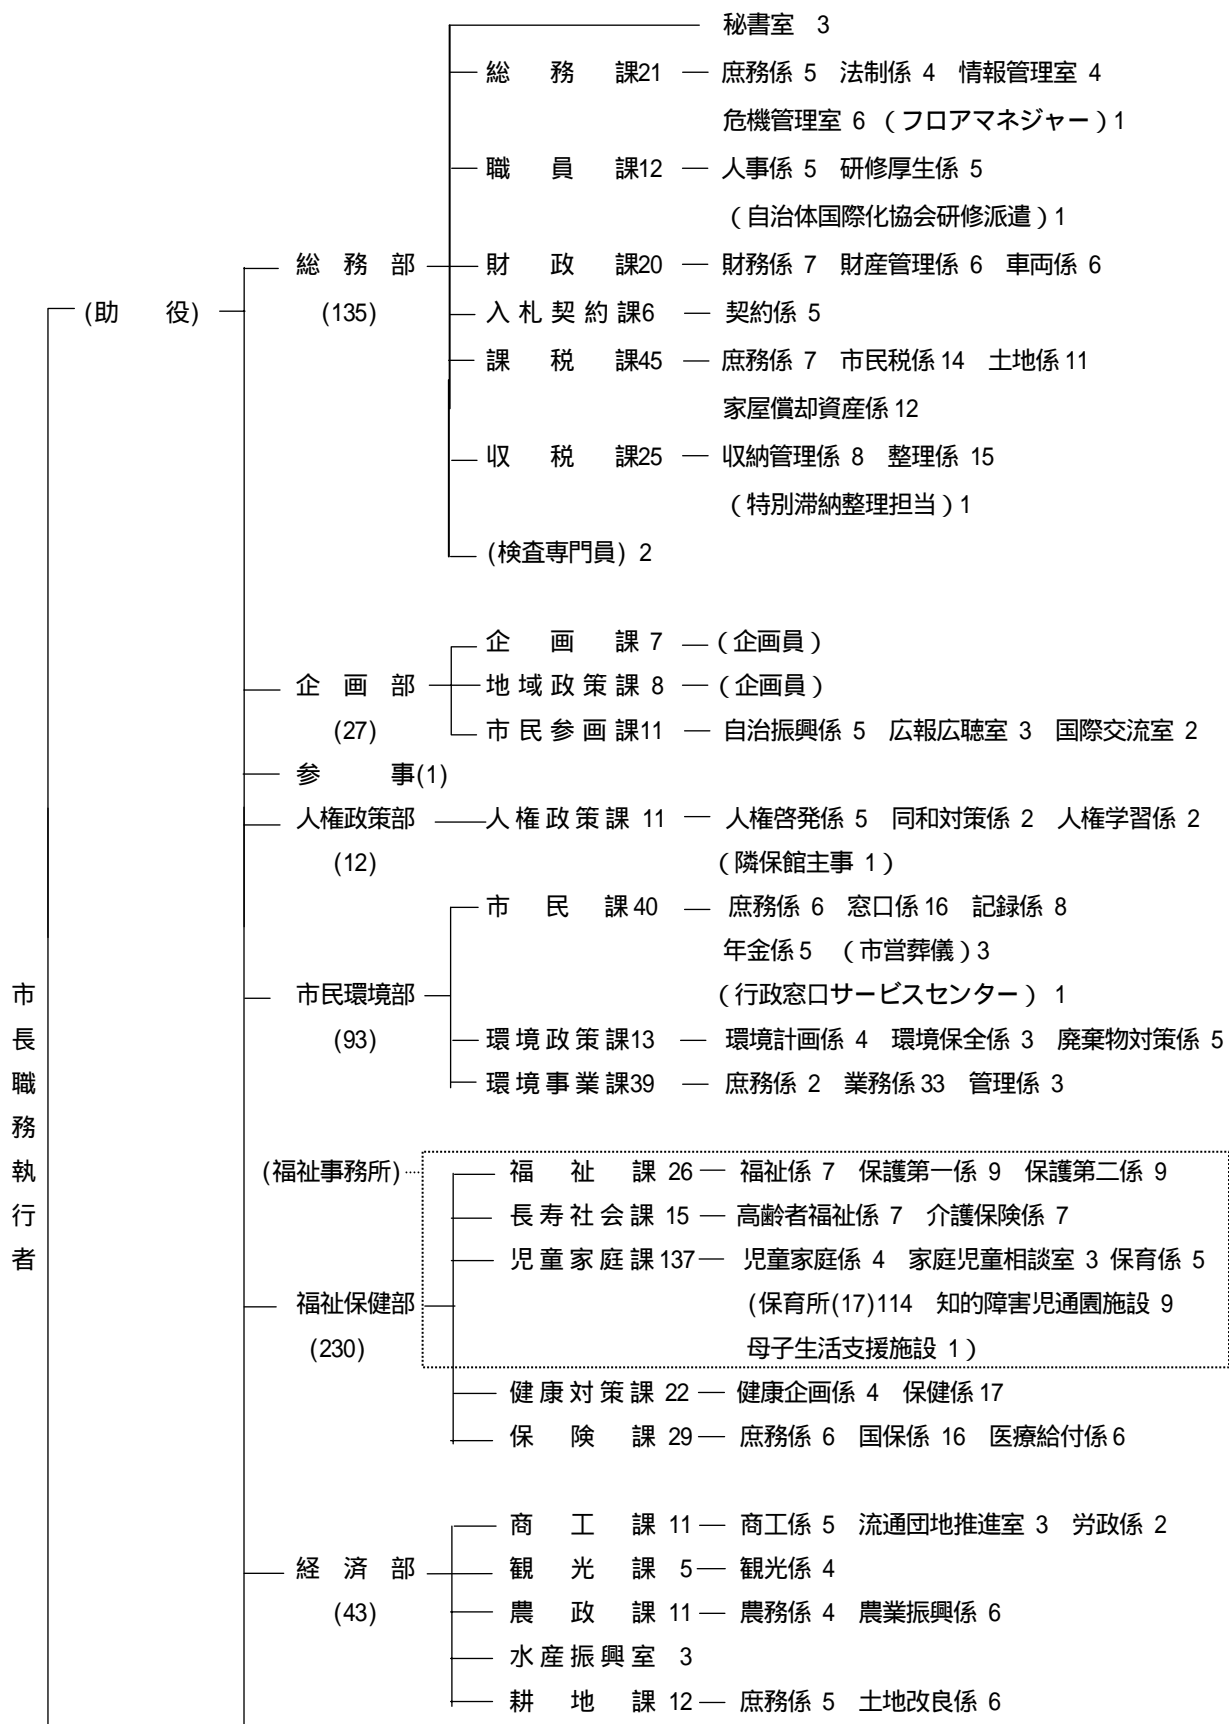 秘書室 3
総務課21 庶務係 5 法制係 4 情報管理室 4
危機管理室 6 (フロアマネジャー)1
職員課12 人事係 5 研修厚生係 5
(自治体国際化協会研修派遣)1
総務部 財政課20 財務係 7 財産管理係 6 車両係 6
(助役) (135) 入札契約課6 契約係 5
課税課45 庶務係 7 市民税係14 土地係11
家屋償却資産係12
収税課25 収納管理係 8 整理係 15
(特別滞納整理担当)1
(検査専門員) 2
企画課 7 (企画員)
企画部 地域政策課 8 (企画員)
(27) 市民参画課11 自治振興係 5 広報広聴室 3 国際交流室 2
参事(1)
人権政策部 人権政策課 11 人権啓発係 5 同和対策係 2 人権学習係 2
(12) (隣保館主事 1)
市民課40 庶務係 6 窓口係16 記録係 8
年金係5 (市営葬儀)3
市民環境部 (行政窓口サービスセンター) 1
(93) 環境政策課13 環境計画係 4 環境保全係 3 廃棄物対策係 5
環境事業課39 庶務係 2 業務係33 管理係 3
市長職務執行者
(福祉事務所) 福祉課 26 福祉係 7 保護第一係 9 保護第二係 9
長寿社会課 15 高齢者福祉係 7 介護保険係 7
児童家庭課137 児童家庭係 4 家庭児童相談室 3 保育係 5
福祉保健部 (保育所(17)114 知的障害児通園施設 9
(230) 母子生活支援施設 1)
健康対策課 22 健康企画係 4 保健係17
保険課 29 庶務係 6 国保係 16 医療給付係6
商工課 11 商工係 5 流通団地推進室 3 労政係 2
経済部 観光課 5 観光係 4
(43) 農政課 11 農務係 4 農業振興係 6
水産振興室 3
耕地課 12 庶務係 5 土地改良係 6